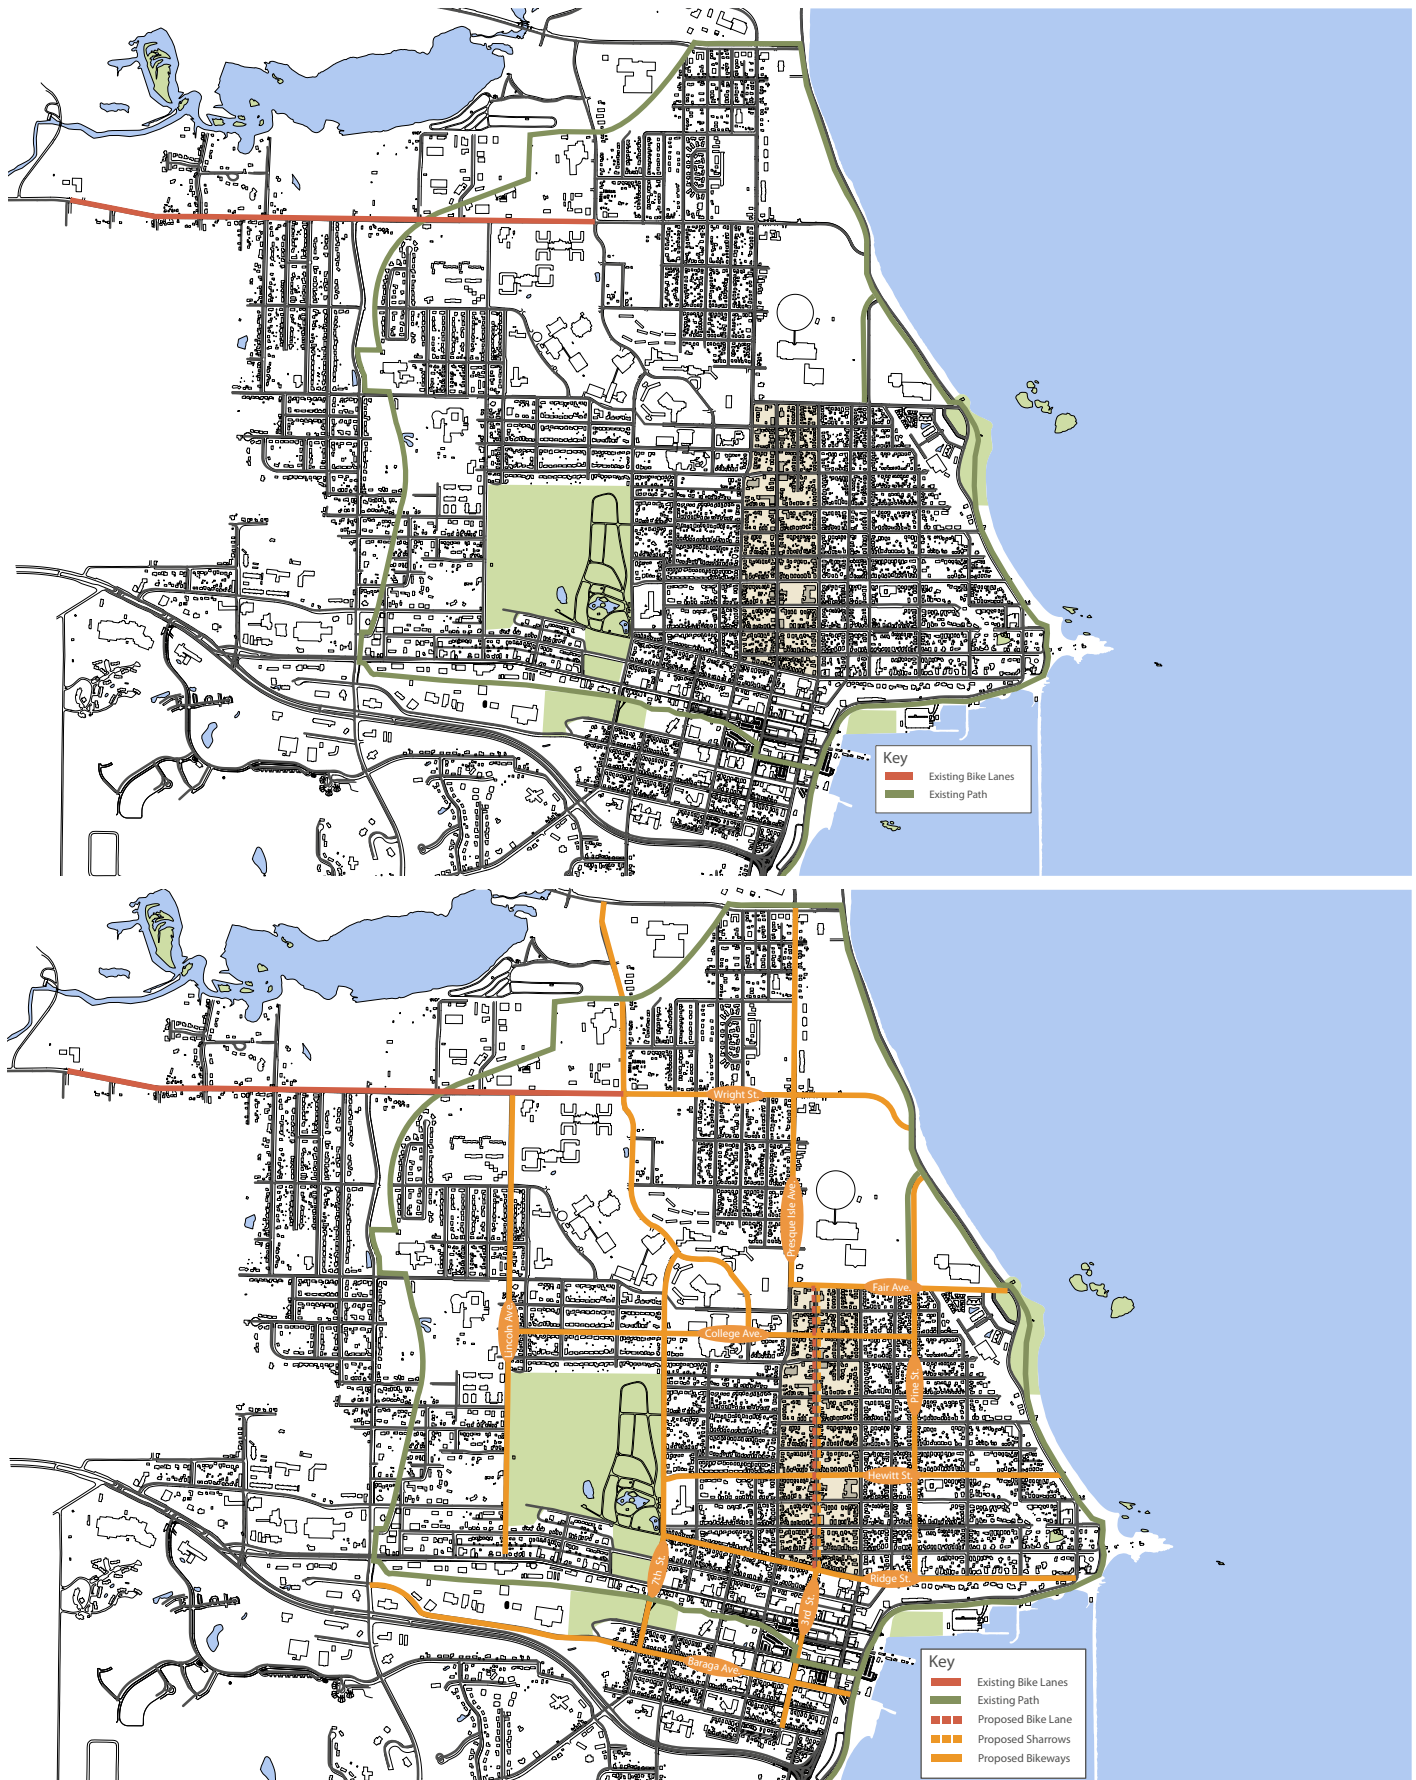 Key
Existing Bike Lanes
Existing Path
Wright St.
Presque Isle Ave.
Fair Ave.
Lincoln Ave.
College Ave.
Pine St.
Hewitt St.
7th St.
Ridge St.
3rd St.
Baraga Ave.
Key
Existing Bike Lanes
Existing Path
Proposed Bike Lane
Proposed Sharrows
Proposed Bikeways